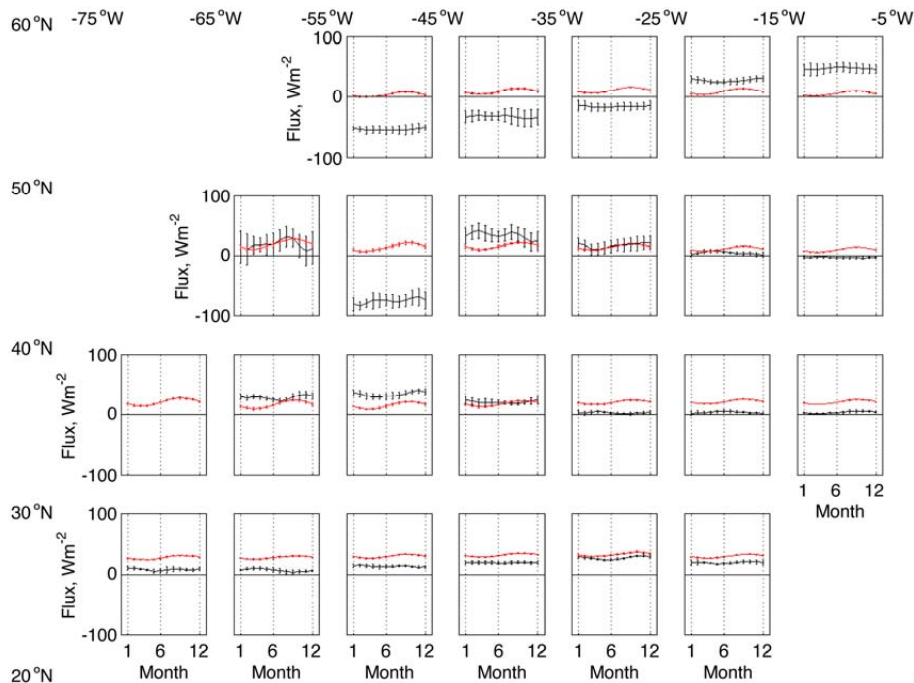 -75°W -65°W -55°W -45°W -35°W -25°W -15°W -5°W
60°N
100
0
-100
Flux, Wm-2
50°N
100
0
-100
Flux, Wm-2
40°N
100
0
-100
Flux, Wm-2
1 6 12
Month
30°N
100
0
-100
Flux, Wm-2
1 6 12 1 6 12 1 6 12 1 6 12 1 6 12 1 6 12
Month Month Month Month Month Month
20°N